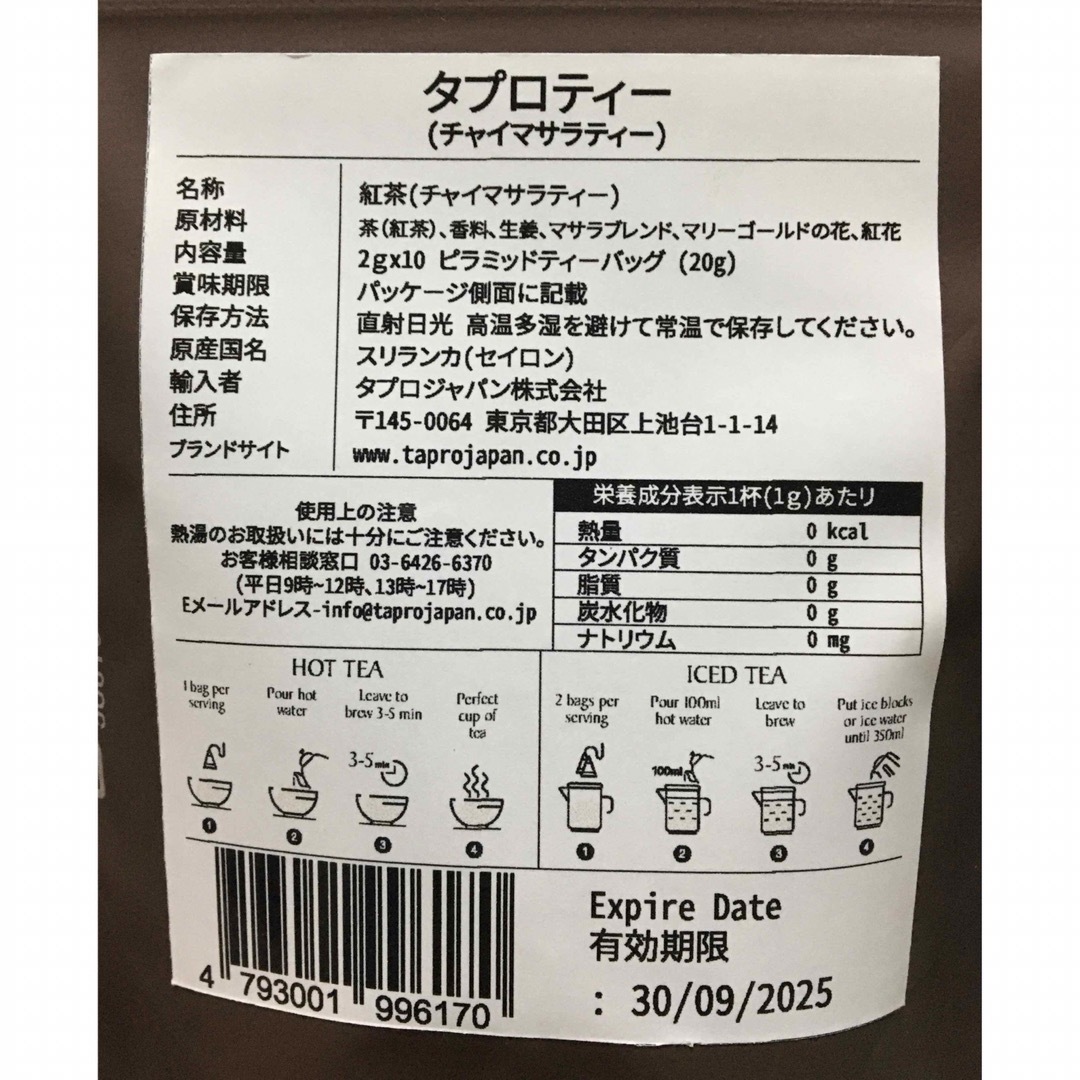 タプロティー
(チャイマサラティー)
名称 紅茶(チャイマサラティー)
原材料 茶(紅茶)、香料、生姜、マサラブレンド、マリーゴールドの花、紅花
内容量 2gx10 ピラミッドティーバッグ (20g)
賞味期限 パッケージ側面に記載
保存方法 直射日光 高温多湿を避けて常温で保存してください。
原産国名 スリランカ(セイロン)
輸入者 タプロジャパン株式会社
住所 〒145-0064 東京都大田区上池台1-1-14
ブランドサイト www.taprojapan.co.jp
使用上の注意
熱湯のお取扱いには十分にご注意ください。
お客様相談窓口 03-6426-6370
(平日9時~12時、13時~17時)
Eメールアドレス-info@taprojapan.co.jp
栄養成分表示1杯(1g)あたり
熱量 0 kcal
タンパク質 0 g
脂質 0 g
炭水化物 0 g
ナトリウム 0 mg
HOT TEA
1 bag per
serving
Pour hot
water
Leave to
brew 3-5 min
Perfect
cup of
tea
3-5 min
1 2 3 4
ICED TEA
2 bags per
serving
Pour 100ml
hot water
Leave to
brew
Put ice blocks
or ice water
until 350ml
100ml
3-5 min
1 2 3 4
4 793001 996170
Expire Date
有効期限
: 30/09/2025